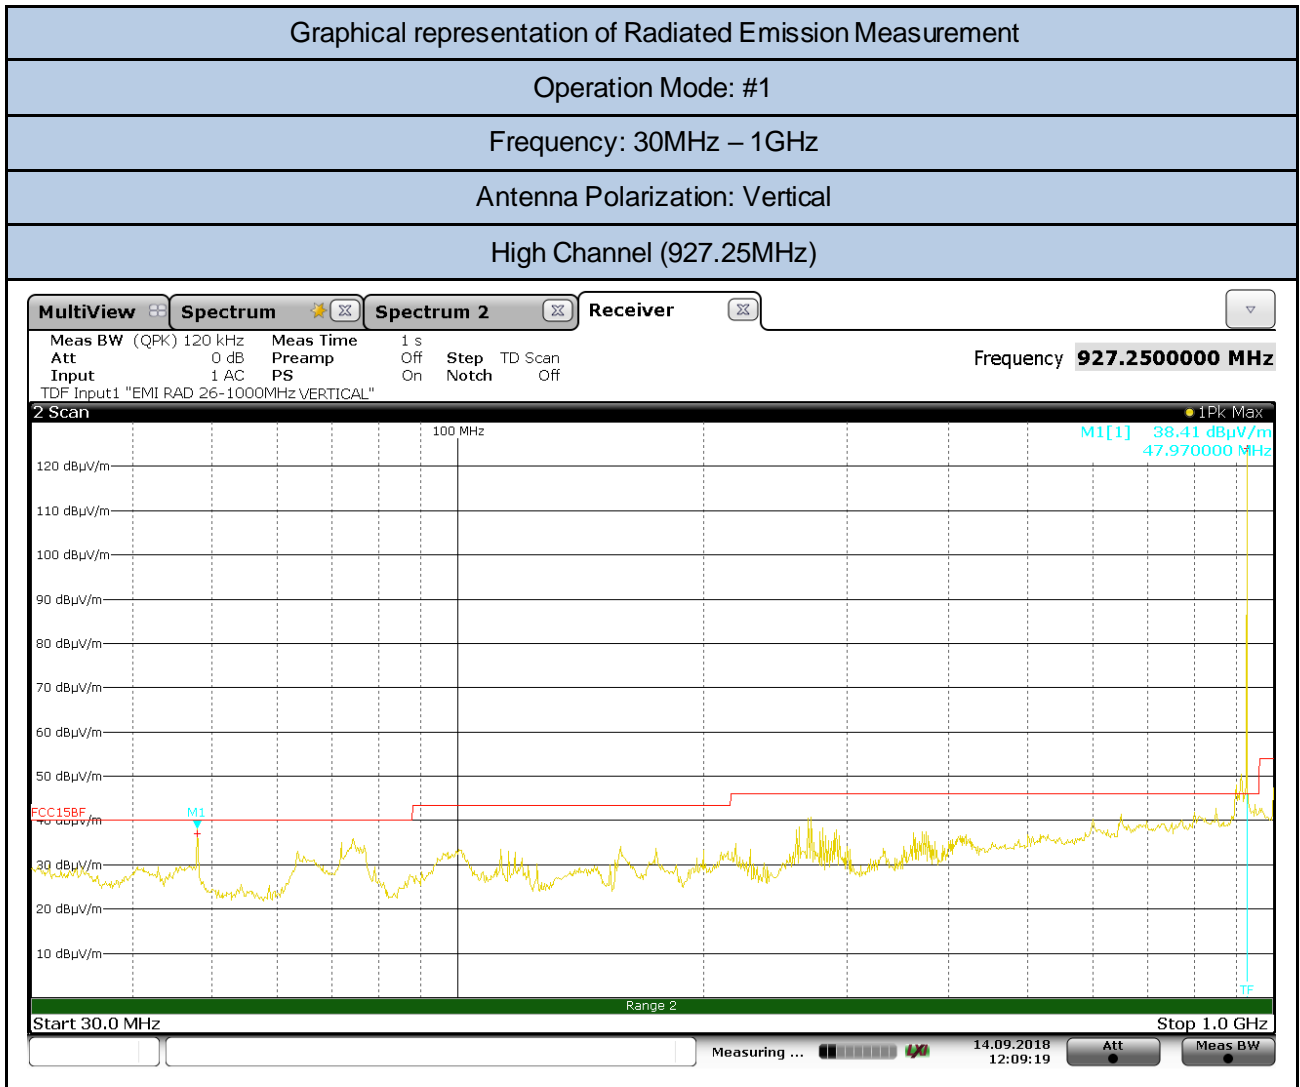 Graphical representation of Radiated Emission Measurement
Operation Mode: #1
Frequency: 30MHz – 1GHz
Antenna Polarization: Vertical
High Channel (927.25MHz)
MultiView Spectrum Spectrum 2 Receiver
Meas BW (QPK) 120 kHz Meas Time 1 s
Att 0 dB Preamp Off Step TD Scan
Input 1 AC PS On Notch Off
Frequency 927.2500000 MHz
TDF Input1 "EMI RAD 26-1000MHz VERTICAL"
2 Scan 1Pk Max
100 MHz
M1[1] 38.41 dBµV/m
47.970000 MHz
120 dBµV/m
110 dBµV/m
100 dBµV/m
90 dBµV/m
80 dBµV/m
70 dBµV/m
60 dBµV/m
50 dBµV/m
FCC15BF M1
40 dBµV/m
30 dBµV/m
20 dBµV/m
10 dBµV/m
TF
Range 2
Start 30.0 MHz Stop 1.0 GHz
Measuring ... LXI 14.09.2018 Att Meas BW
12:09:19